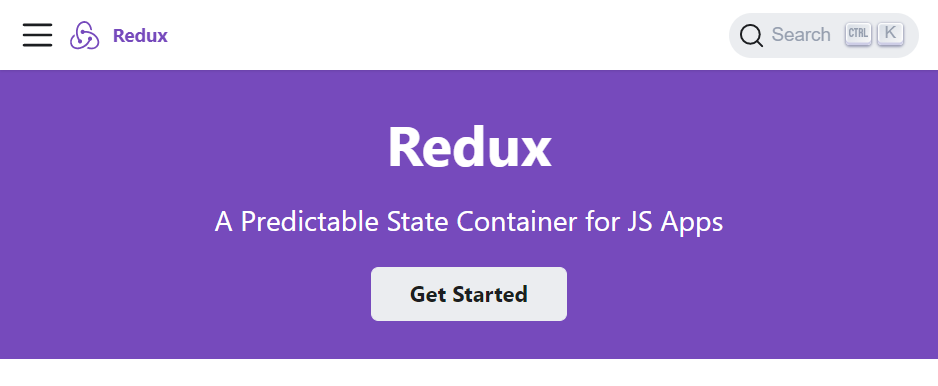 Redux
Search CTRL K
Redux
A Predictable State Container for JS Apps
Get Started